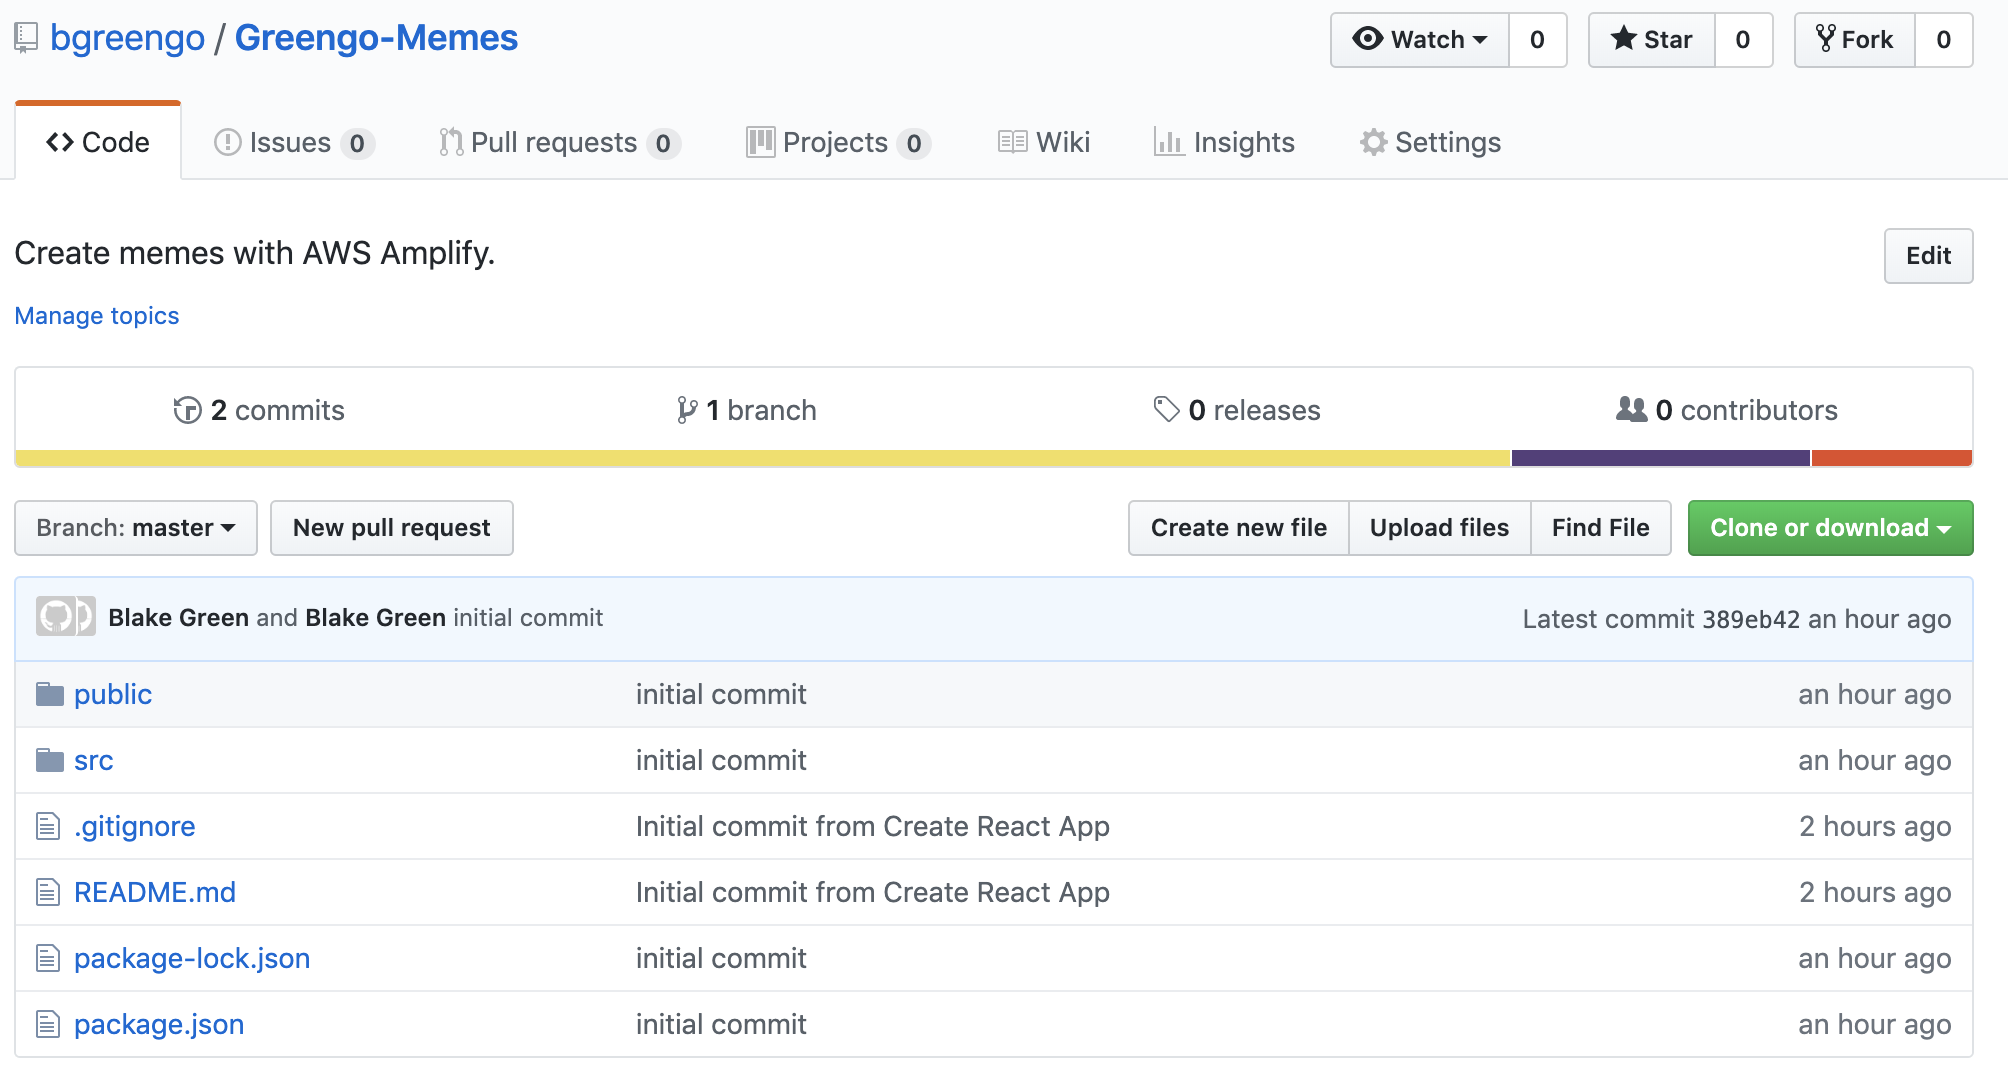 bgreengo / Greengo-Memes
Watch 0 Star 0 Fork 0
Code Issues 0 Pull requests 0 Projects 0 Wiki Insights Settings
Create memes with AWS Amplify.
Edit
Manage topics
2 commits 1 branch 0 releases 0 contributors
Branch: master New pull request Create new file Upload files Find File Clone or download
Blake Green and Blake Green initial commit Latest commit 389eb42 an hour ago
public initial commit an hour ago
src initial commit an hour ago
.gitignore Initial commit from Create React App 2 hours ago
README.md Initial commit from Create React App 2 hours ago
package-lock.json initial commit an hour ago
package.json initial commit an hour ago